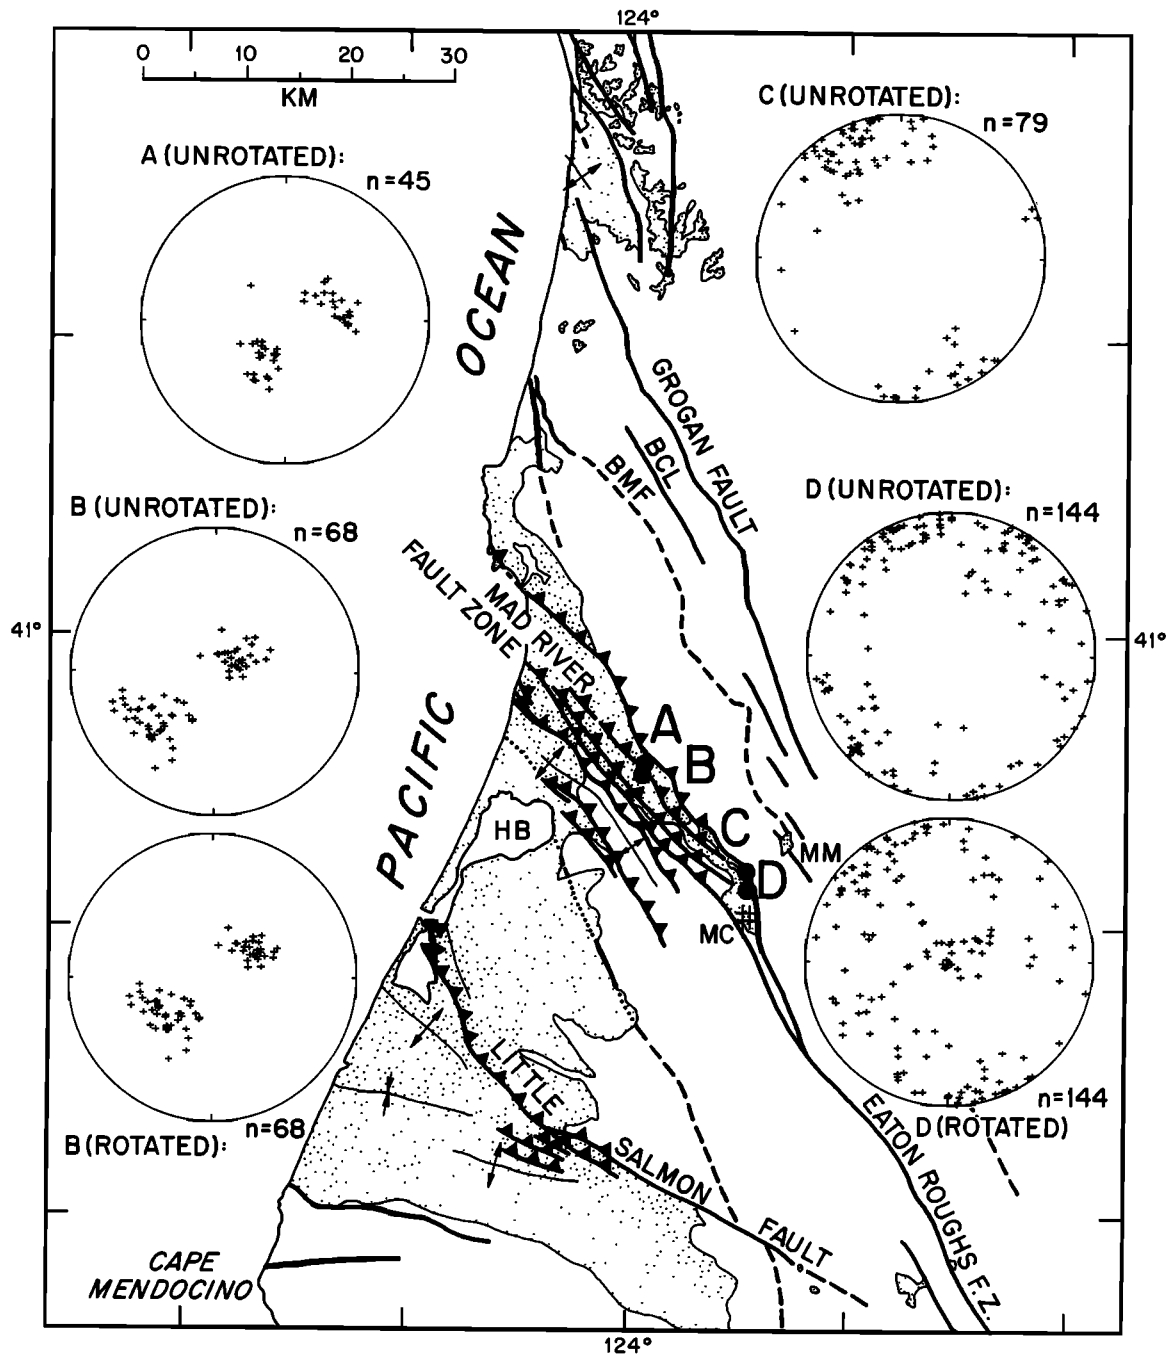 124°
0 10 20 30
KM
A (UNROTATED):
n=45
C (UNROTATED):
n=79
PACIFIC OCEAN
GROGAN FAULT
BCL
BMF
B (UNROTATED):
n=68
D (UNROTATED):
n=144
MAD RIVER
FAULT ZONE
41°
41°
A
B
C
D
HB
MM
MC
B (ROTATED):
n=68
n=144
D (ROTATED)
LITTLE SALMON FAULT
EATON ROUGHS F.Z.
CAPE
MENDOCINO
124°